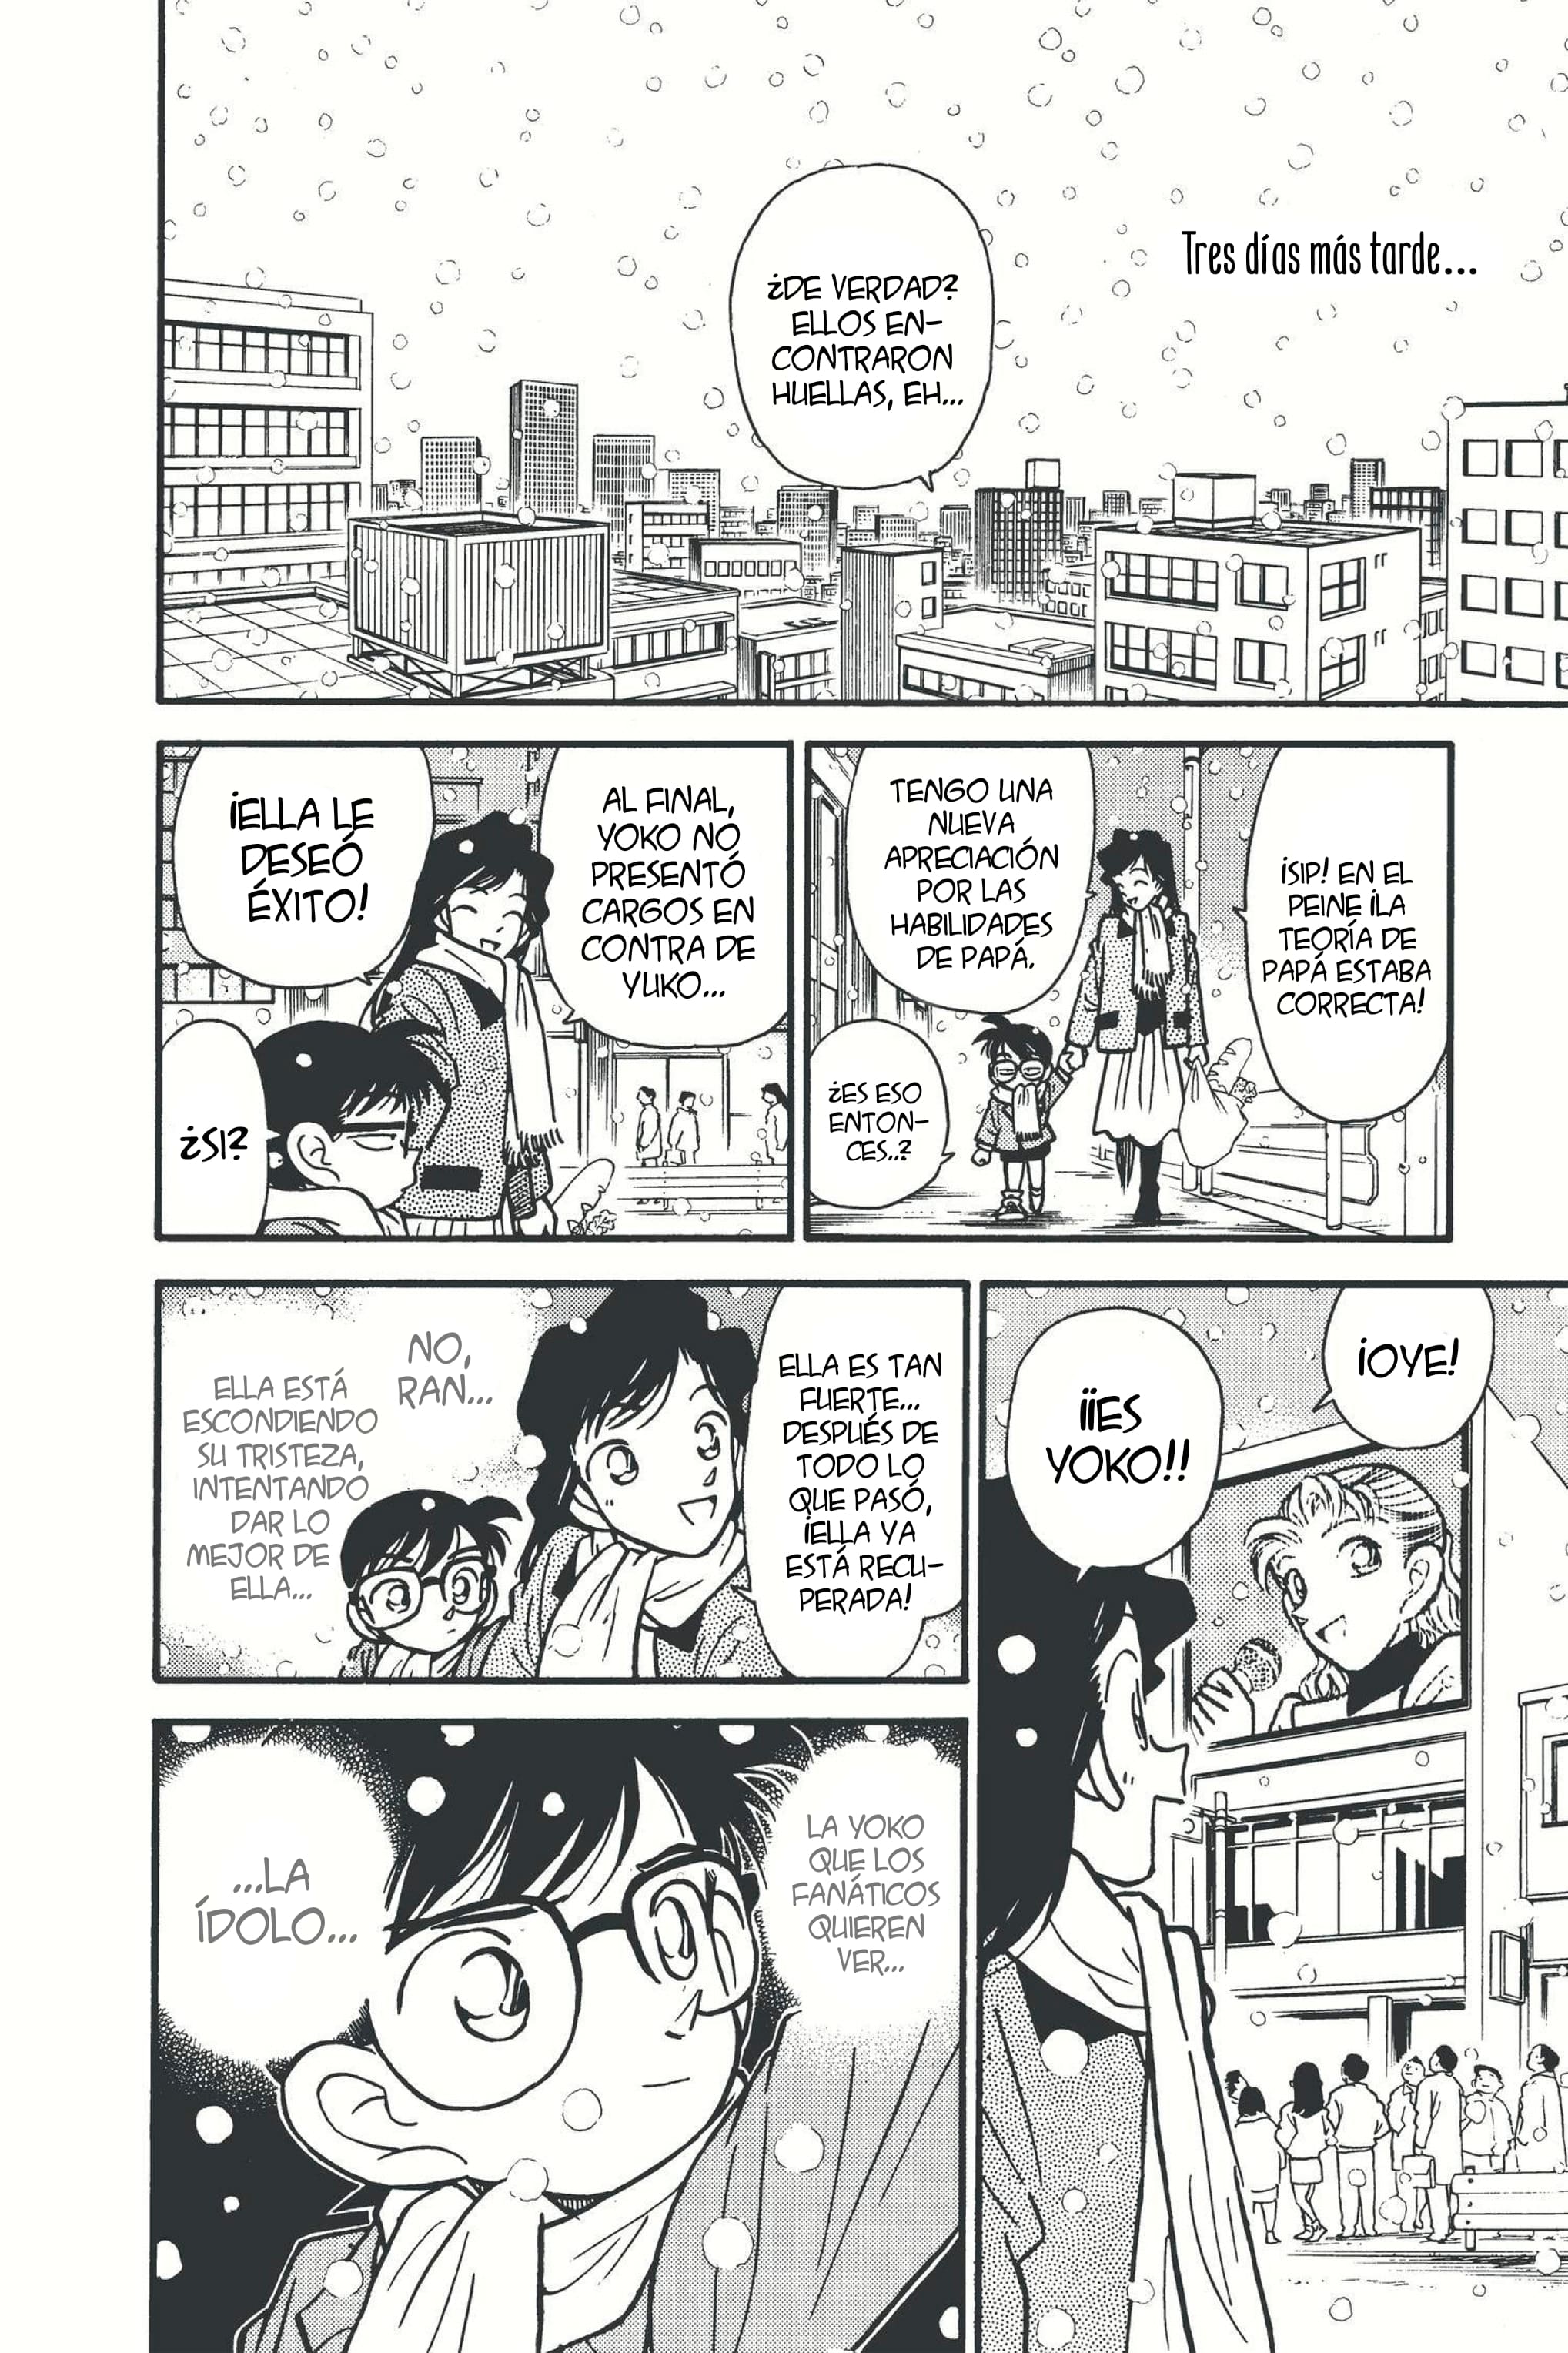 Tres días más tarde...
¿DE VERDAD?
ELLOS EN-
CONTRARON
HUELLAS, EH...
¡SIP! EN EL
PEINE ¡LA
TEORÍA DE
PAPÁ ESTABA
CORRECTA!
TENGO UNA
NUEVA
APRECIACIÓN
POR LAS
HABILIDADES
DE PAPÁ.
¿ES ESO
ENTON-
CES..?
AL FINAL,
YOKO NO
PRESENTÓ
CARGOS EN
CONTRA DE
YUKO...
¡ELLA LE
DESEÓ
ÉXITO!
¿SI?
¡OYE!
¡¡ES
YOKO!!
ELLA ES TAN
FUERTE...
DESPUÉS DE
TODO LO
QUE PASÓ,
¡ELLA YA
ESTÁ RECU-
PERADA!
NO,
RAN...
ELLA ESTÁ
ESCONDIENDO
SU TRISTEZA,
INTENTANDO
DAR LO
MEJOR DE
ELLA...
LA YOKO
QUE LOS
FANÁTICOS
QUIEREN
VER...
...LA
ÍDOLO...